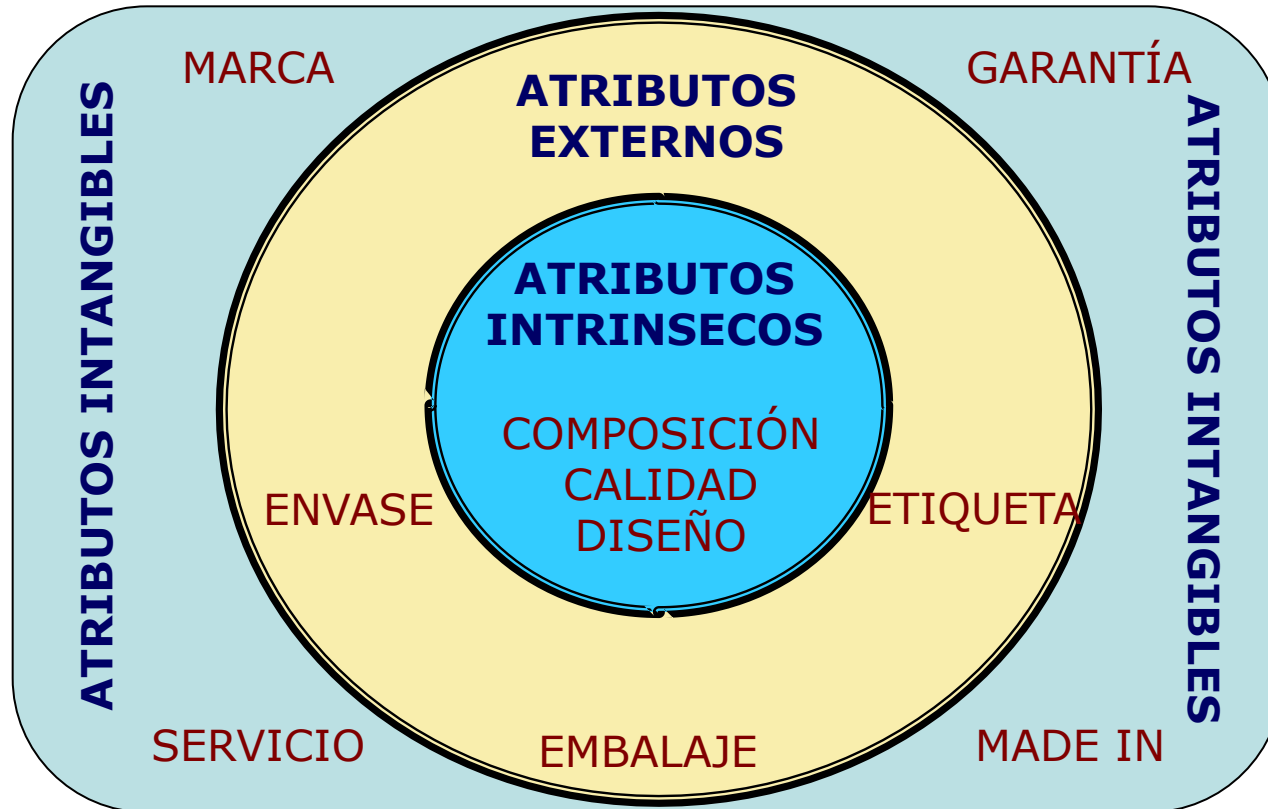 MARCA
GARANTÍA
ATRIBUTOS INTANGIBLES
ATRIBUTOS
EXTERNOS
ATRIBUTOS INTANGIBLES
ATRIBUTOS
INTRINSECOS
COMPOSICIÓN
CALIDAD
DISEÑO
ENVASE
ETIQUETA
SERVICIO
EMBALAJE
MADE IN